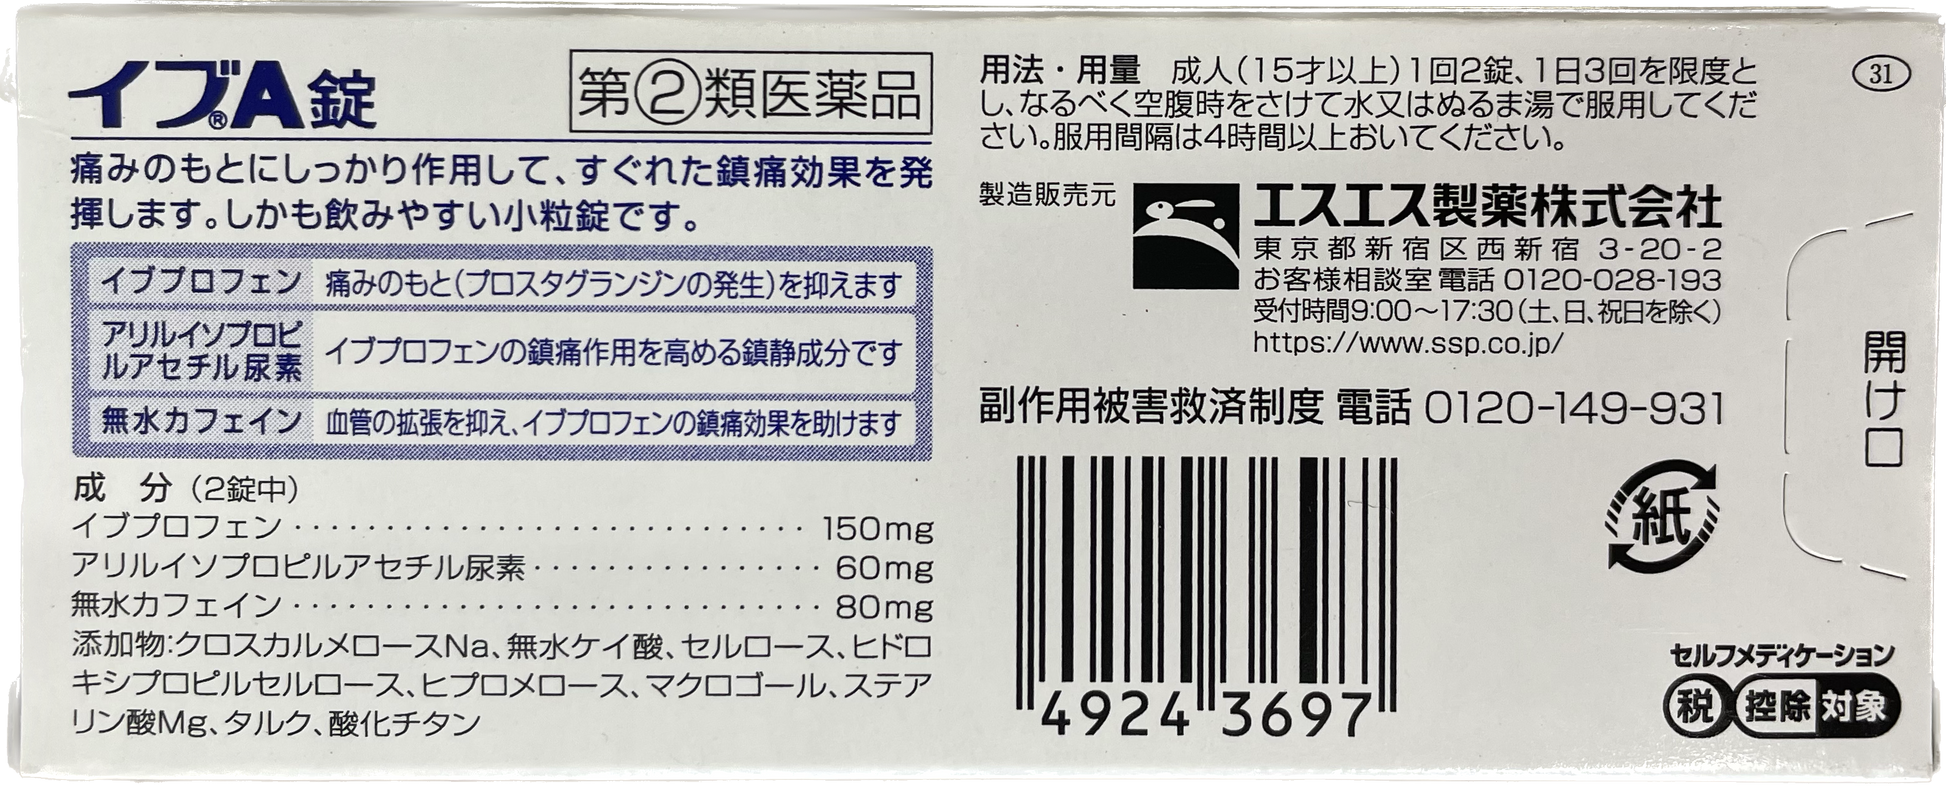 イブ®A錠
第②類医薬品
痛みのもとにしっかり作用して、すぐれた鎮痛効果を発
揮します。しかも飲みやすい小粒錠です。
イブプロフェン 痛みのもと(プロスタグランジンの発生)を抑えます
アリルイソプロピ
ルアセチル尿素 イブプロフェンの鎮痛作用を高める鎮静成分です
無水カフェイン 血管の拡張を抑え、イブプロフェンの鎮痛効果を助けます
成 分(2錠中)
イブプロフェン・・・・・・・・・・・・・・・・・・・・・・・・・・・ 150mg
アリルイソプロピルアセチル尿素・・・・・・・・・・・・・・・・ 60mg
無水カフェイン・・・・・・・・・・・・・・・・・・・・・・・・・・・・ 80mg
添加物:クロスカルメロースNa、無水ケイ酸、セルロース、ヒドロ
キシプロピルセルロース、ヒプロメロース、マクロゴール、ステア
リン酸Mg、タルク、酸化チタン
用法・用量 成人(15才以上)1回2錠、1日3回を限度と
し、なるべく空腹時をさけて水又はぬるま湯で服用してくだ
さい。服用間隔は4時間以上おいてください。
製造販売元
エスエス製薬株式会社
東京都新宿区西新宿 3-20-2
お客様相談室 電話 0120-028-193
受付時間9:00〜17:30(土、日、祝日を除く)
https://www.ssp.co.jp/
副作用被害救済制度 電話 0120-149-931
4924 3697
紙
31
開け口
セルフメディケーション
税 控除 対象